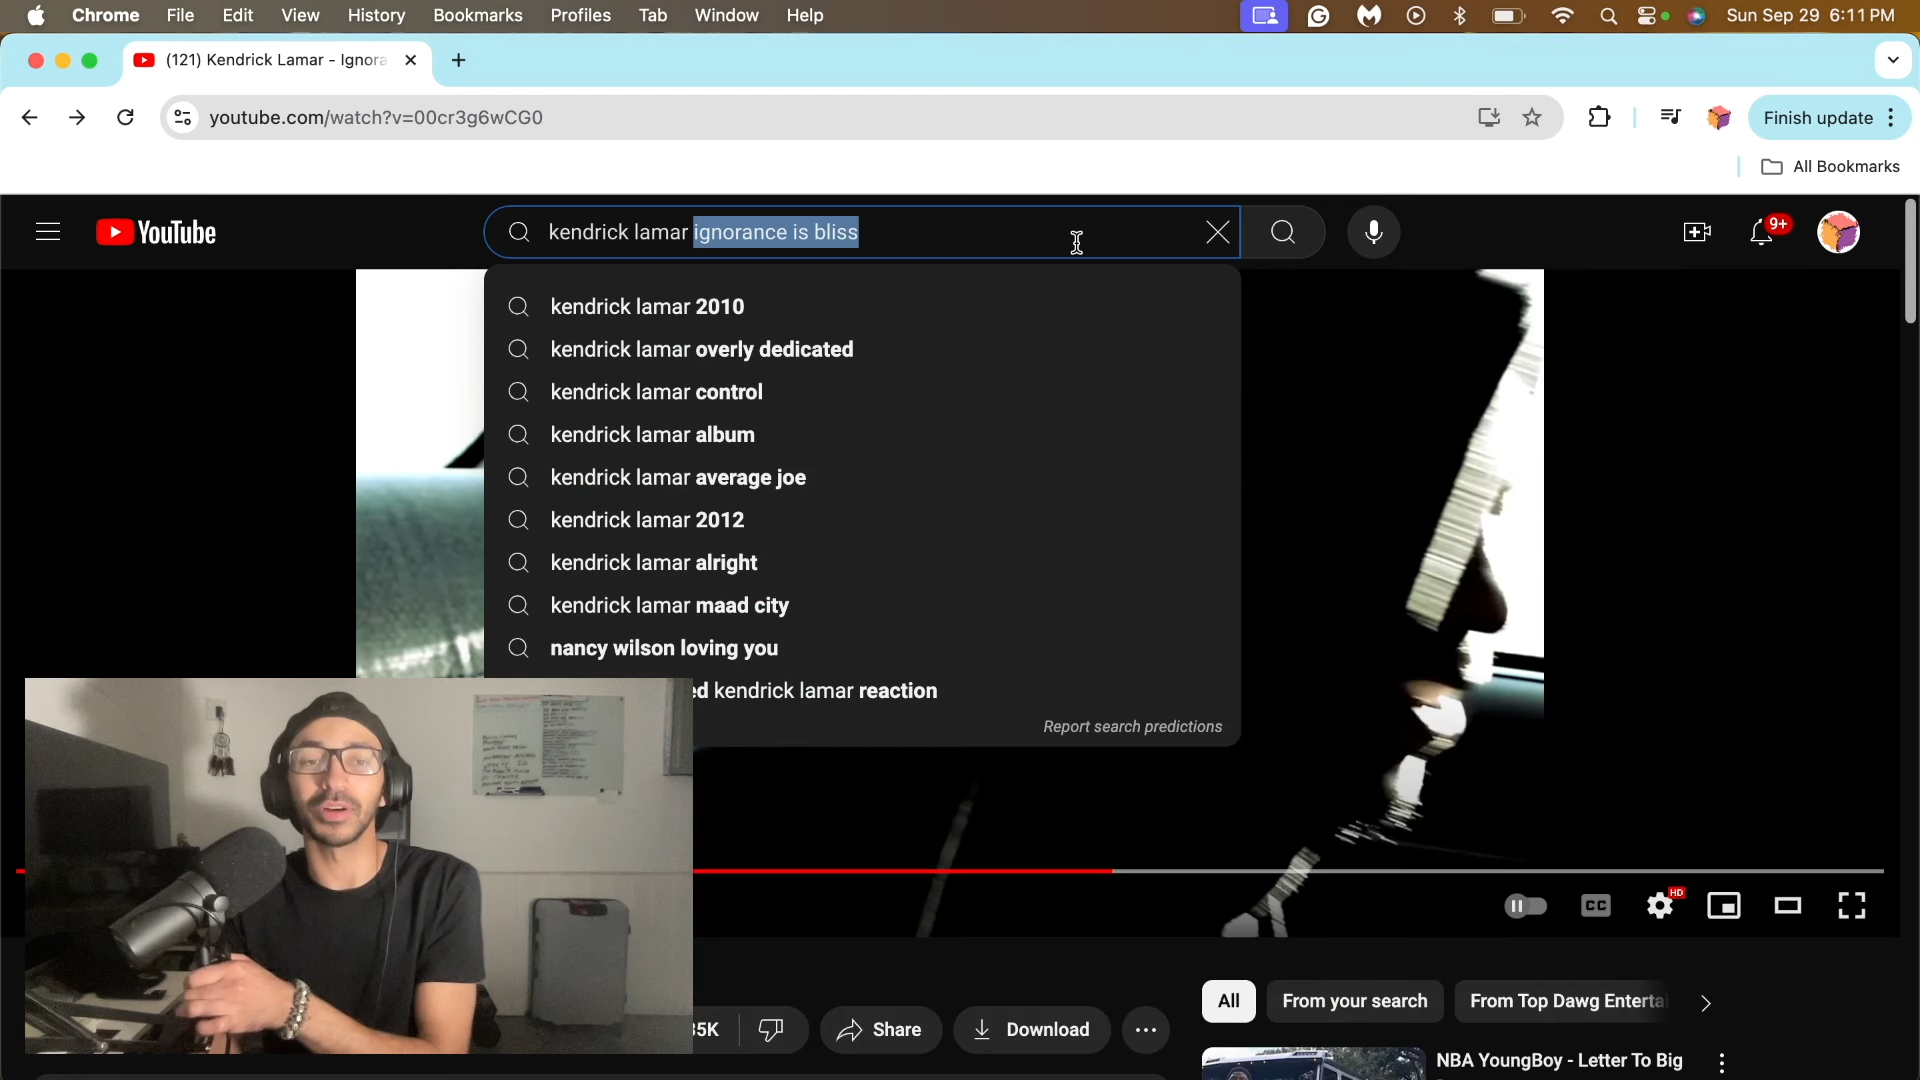 Chrome File Edit View History Bookmarks Profiles Tab Window Help Sun Sep 29 6:11 PM
(121) Kendrick Lamar - Ignora
youtube.com/watch?v=00cr3g6wCG0 Finish update
All Bookmarks
YouTube kendrick lamar ignorance is bliss 9+
kendrick lamar 2010
kendrick lamar overly dedicated
kendrick lamar control
kendrick lamar album
kendrick lamar average joe
kendrick lamar 2012
kendrick lamar alright
kendrick lamar maad city
nancy wilson loving you
ed kendrick lamar reaction
Report search predictions
CC HD
All From your search From Top Dawg Enterta
35K Share Download
NBA YoungBoy - Letter To Big